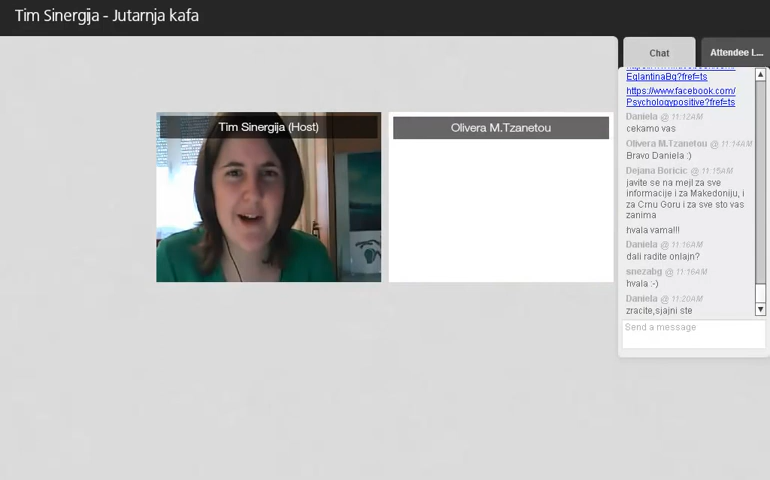 Tim Sinergija - Jutarnja kafa
Tim Sinergija (Host)
Olivera M.Tzanetou
Chat
Attendee L...
EglantinaBg?fref=ts
https://www.facebook.com/
Psychologypositive?fref=ts
Daniela @ 11:12AM
cekamo vas
Olivera M.Tzanetou @ 11:14AM
Bravo Daniela :)
Dejana Boricic @ 11:15AM
javite se na mejl za sve
informacije i za Makedoniju, i
za Crnu Goru i za sve sto vas
zanima
hvala vama!!!
Daniela @ 11:16AM
dali radite onlajn?
snezabg @ 11:16AM
hvala :-)
Daniela @ 11:20AM
zracite,sjajni ste
Send a message